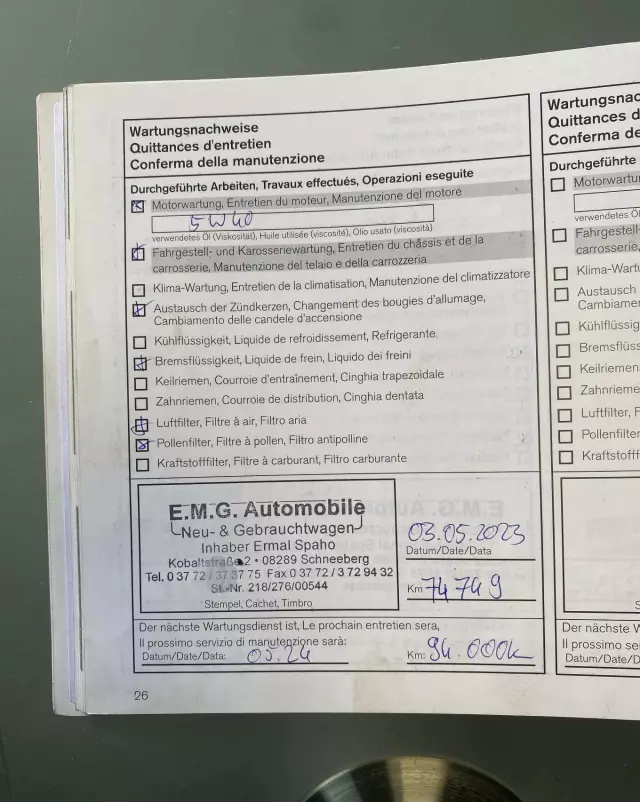 Wartungsnachweise
Quittances d'entretien
Conferma della manutenzione
Durchgeführte Arbeiten, Travaux effectués, Operazioni eseguite
Motorwartung, Entretien du moteur, Manutenzione del motore
5W40
verwendetes Öl (Viskosität), Huile utilisée (viscosité), Olio usato (viscosità)
Fahrgestell- und Karosseriewartung, Entretien du châssis et de la
carrosserie, Manutenzione del telaio e della carrozzeria
Klima-Wartung, Entretien de la climatisation, Manutenzione del climatizzatore
Austausch der Zündkerzen, Changement des bougies d'allumage,
Cambiamento delle candele d'accensione
Kühlflüssigkeit, Liquide de refroidissement, Refrigerante
Bremsflüssigkeit, Liquide de frein, Liquido dei freini
Keilriemen, Courroie d'entraînement, Cinghia trapezoidale
Zahnriemen, Courroie de distribution, Cinghia dentata
Luftfilter, Filtre à air, Filtro aria
Pollenfilter, Filtre à pollen, Filtro antipolline
Kraftstofffilter, Filtre à carburant, Filtro carburante
E.M.G. Automobile
Neu- & Gebrauchtwagen
Inhaber Ermal Spaho
Kobaltstraße 2 • 08289 Schneeberg
Tel. 0 37 72 / 37 37 75 Fax 0 37 72 / 3 72 94 32
St.-Nr. 218/276/00544
Stempel, Cachet, Timbro
03.05.2023
Datum/Date/Data
Km 74749
Der nächste Wartungsdienst ist, Le prochain entretien sera,
Il prossimo servizio di manutenzione sarà:
Datum/Date/Data: 05.24
Km: 94.000k
26
Wartungsnac
Quittances d
Conferma de
Durchgeführte
Motorwartu
verwendetes Öl
Fahrgestell-
carrosserie,
Klima-Wartu
Austausch
Cambiamen
Kühlflüssig
Bremsflüss
Keilriemen
Zahnrieme
Luftfilter, F
Pollenfilter
Kraftstofff
Der nächste W
Il prossimo ser
Datum/Date/D